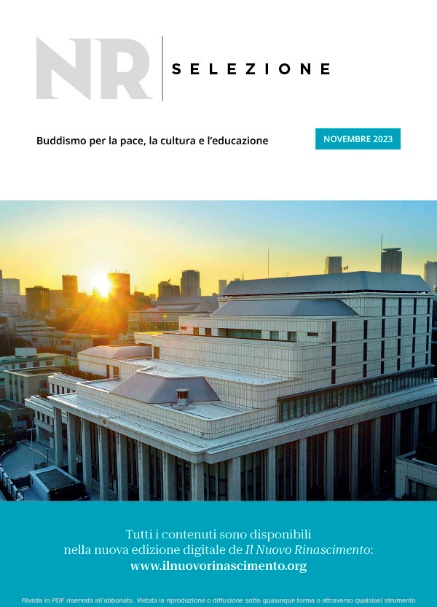 NR SELEZIONE
Buddismo per la pace, la cultura e l'educazione
NOVEMBRE 2023
Tutti i contenuti sono disponibili
nella nuova edizione digitale de Il Nuovo Rinascimento:
www.ilnuovorinascimento.org
Rivista in PDF riservata all'abbonato. Vietata la riproduzione o diffusione sotto qualunque forma o attraverso qualsiasi strumento